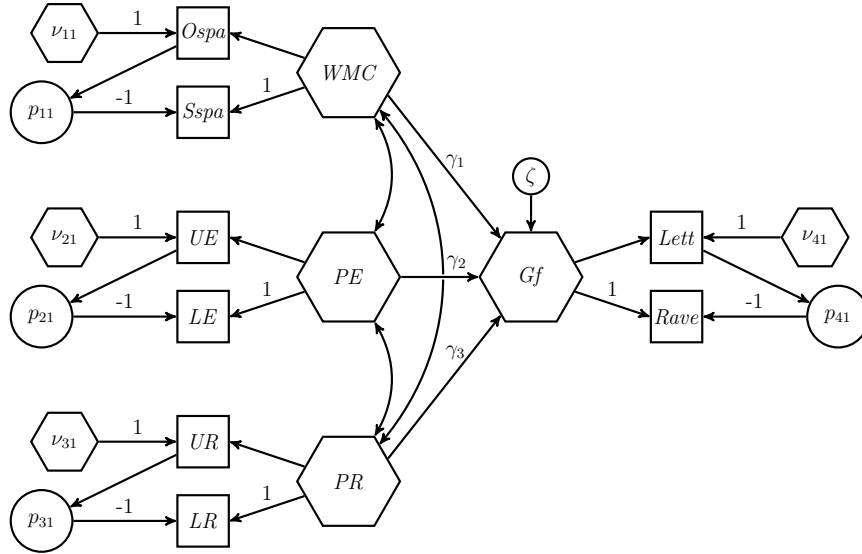 ν11 1 Ospa
WMC
p11 -1 Sspa 1
γ1
ζ
ν21 1 UE
PE γ2 Gf
Lett 1 ν41
p21 -1 LE 1
1 Rave -1 p41
γ3
ν31 1 UR
PR
p31 -1 LR 1